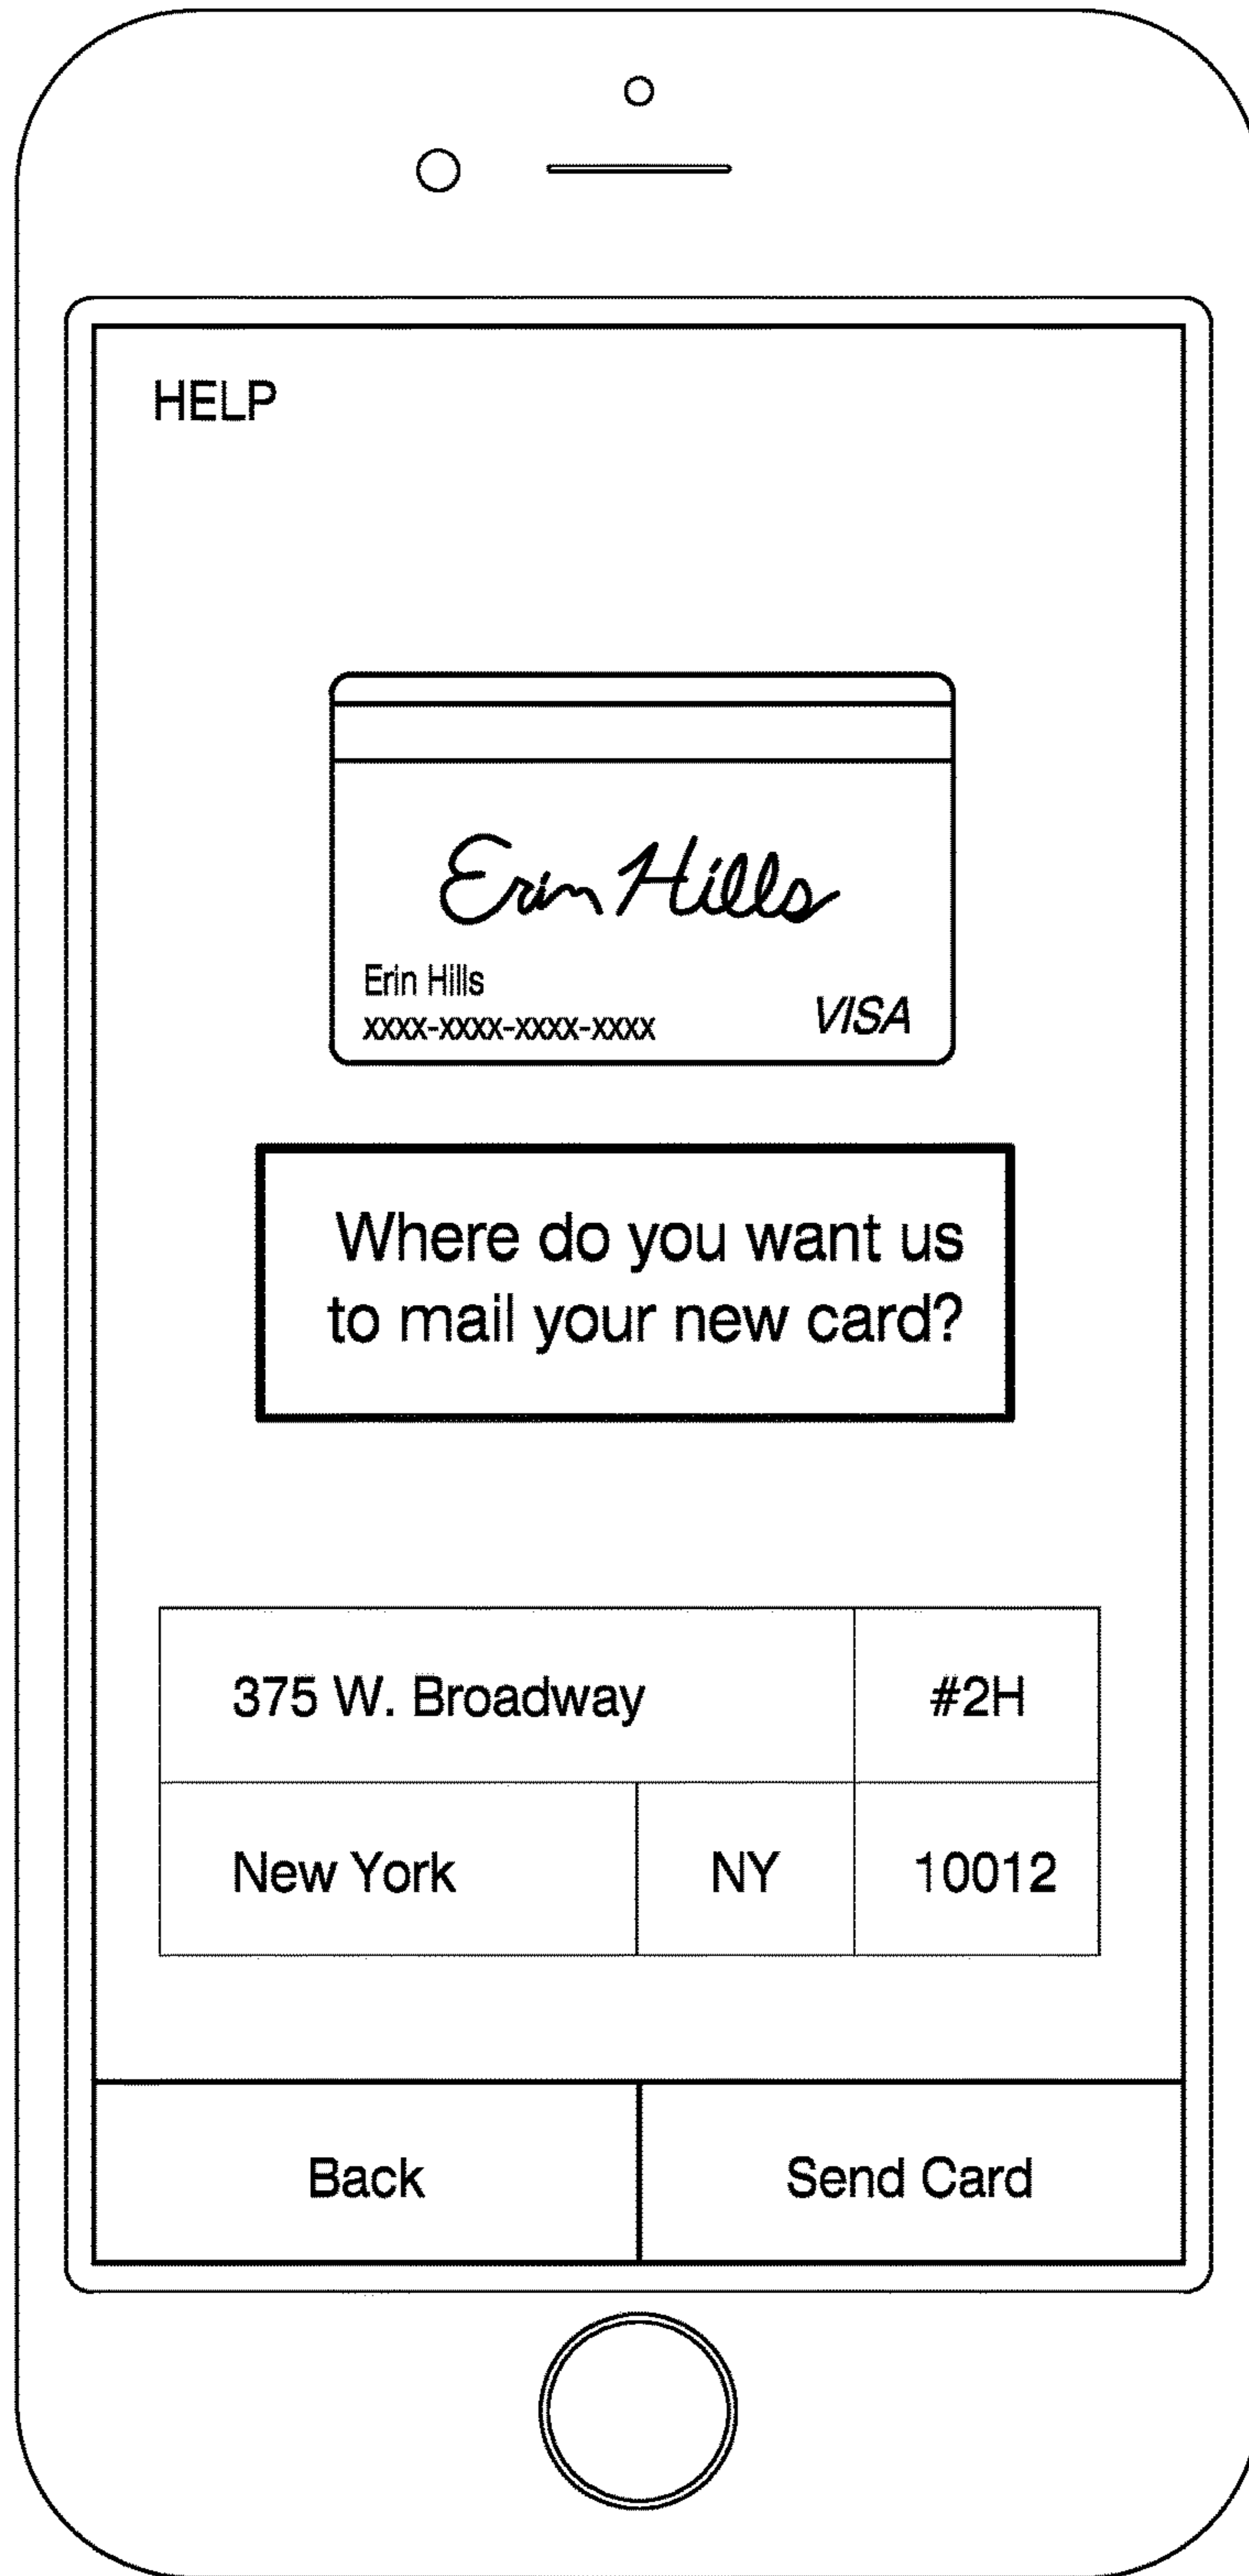 HELP
Erin Hills
Erin Hills
xxxx-xxxx-xxxx-xxxx
VISA
Where do you want us
to mail your new card?
375 W. Broadway
#2H
New York
NY
10012
Back
Send Card